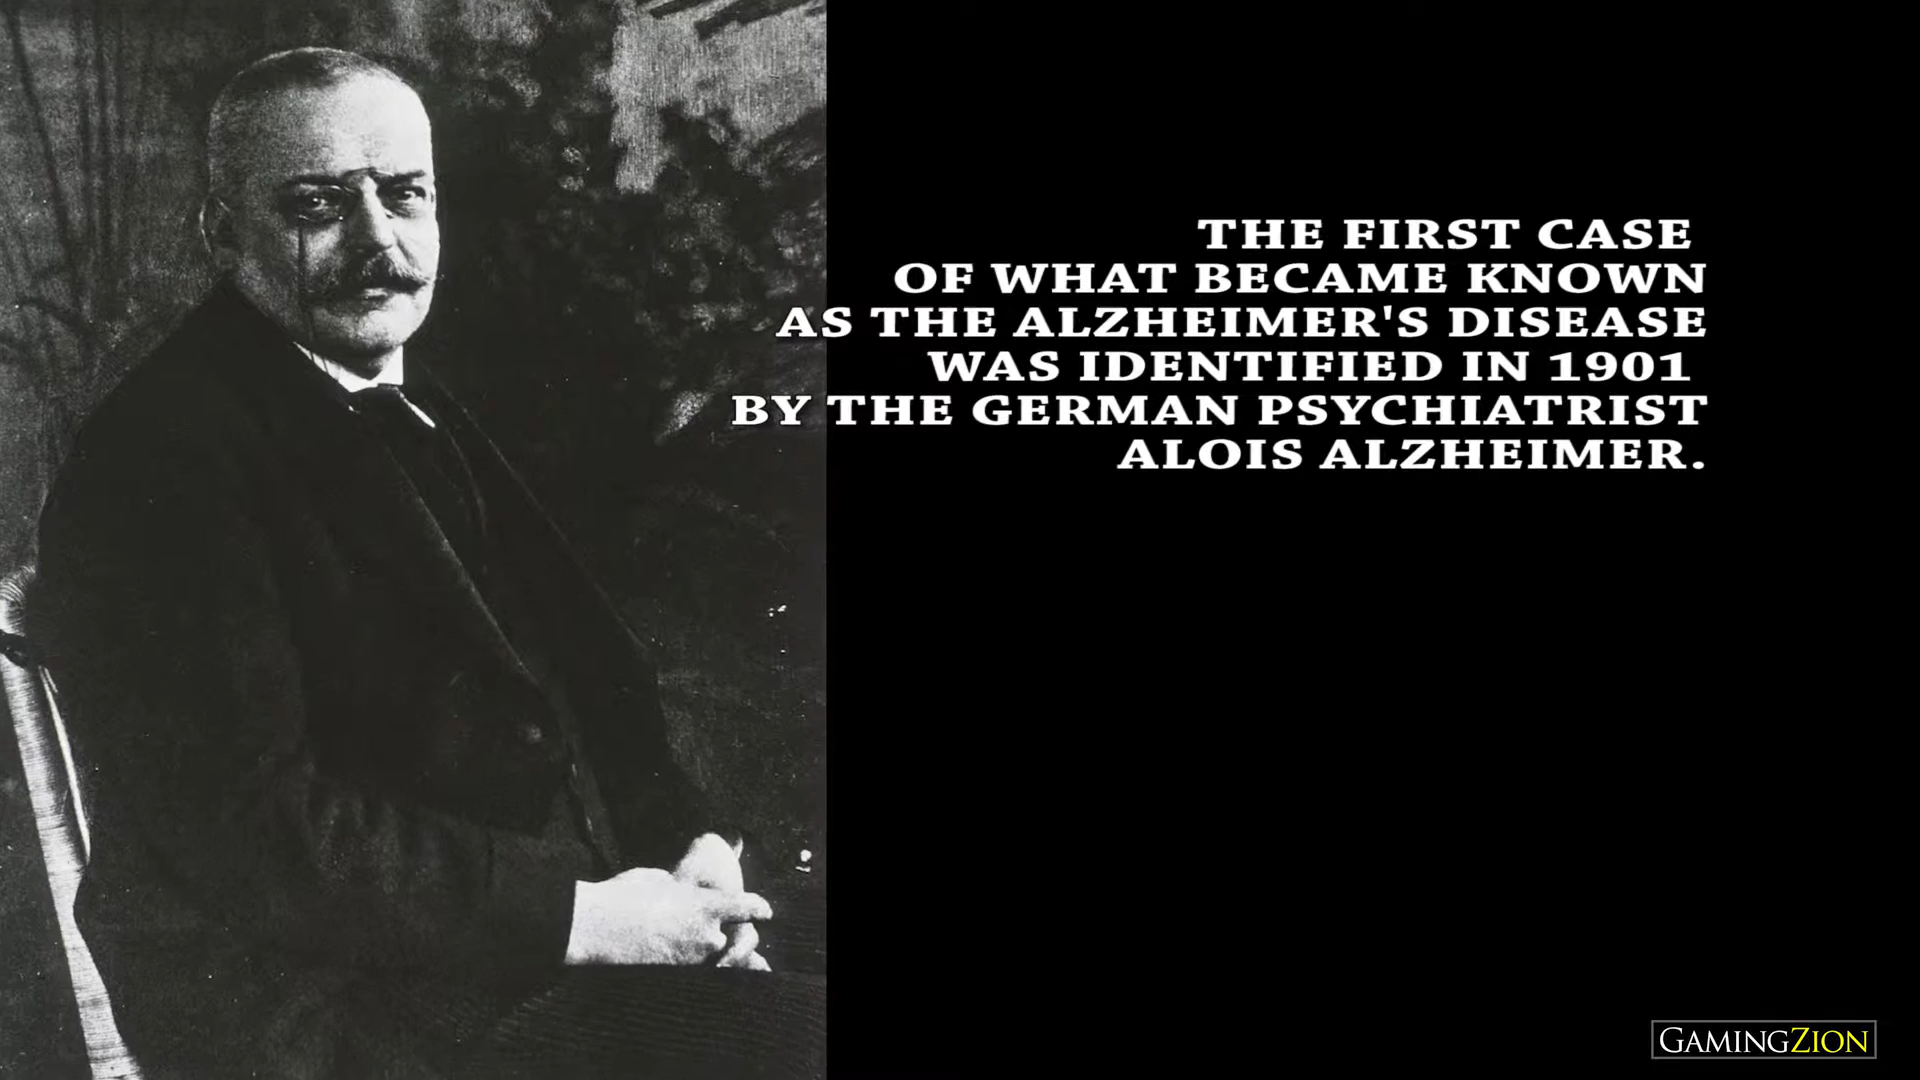 THE FIRST CASE
OF WHAT BECAME KNOWN
AS THE ALZHEIMER'S DISEASE
WAS IDENTIFIED IN 1901
BY THE GERMAN PSYCHIATRIST
ALOIS ALZHEIMER.
GAMINGZION